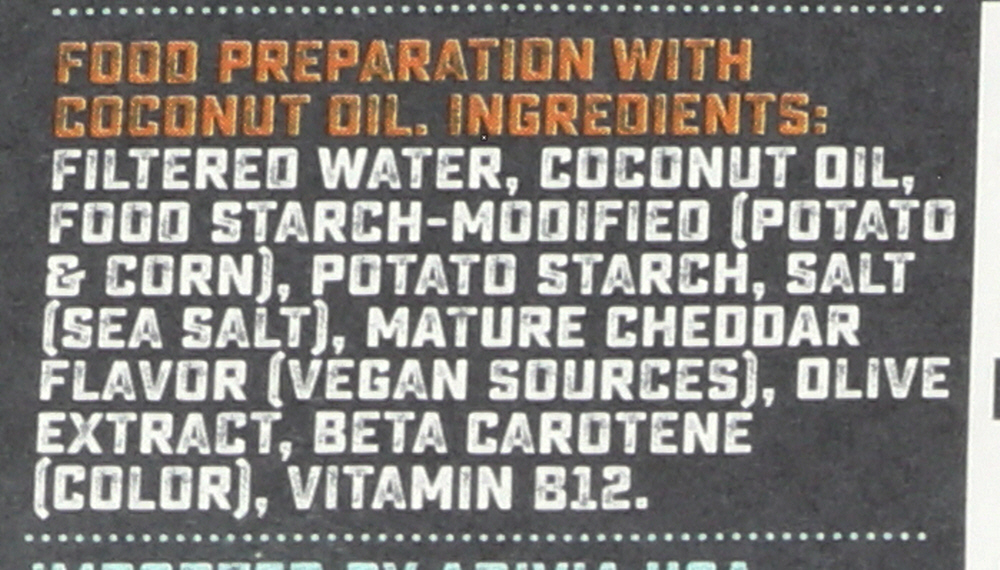 FOOD PREPARATION WITH
COCONUT OIL. INGREDIENTS:
FILTERED WATER, COCONUT OIL,
FOOD STARCH-MODIFIED (POTATO
& CORN), POTATO STARCH, SALT
(SEA SALT), MATURE CHEDDAR
FLAVOR (VEGAN SOURCES), OLIVE
EXTRACT, BETA CAROTENE
(COLOR), VITAMIN B12.